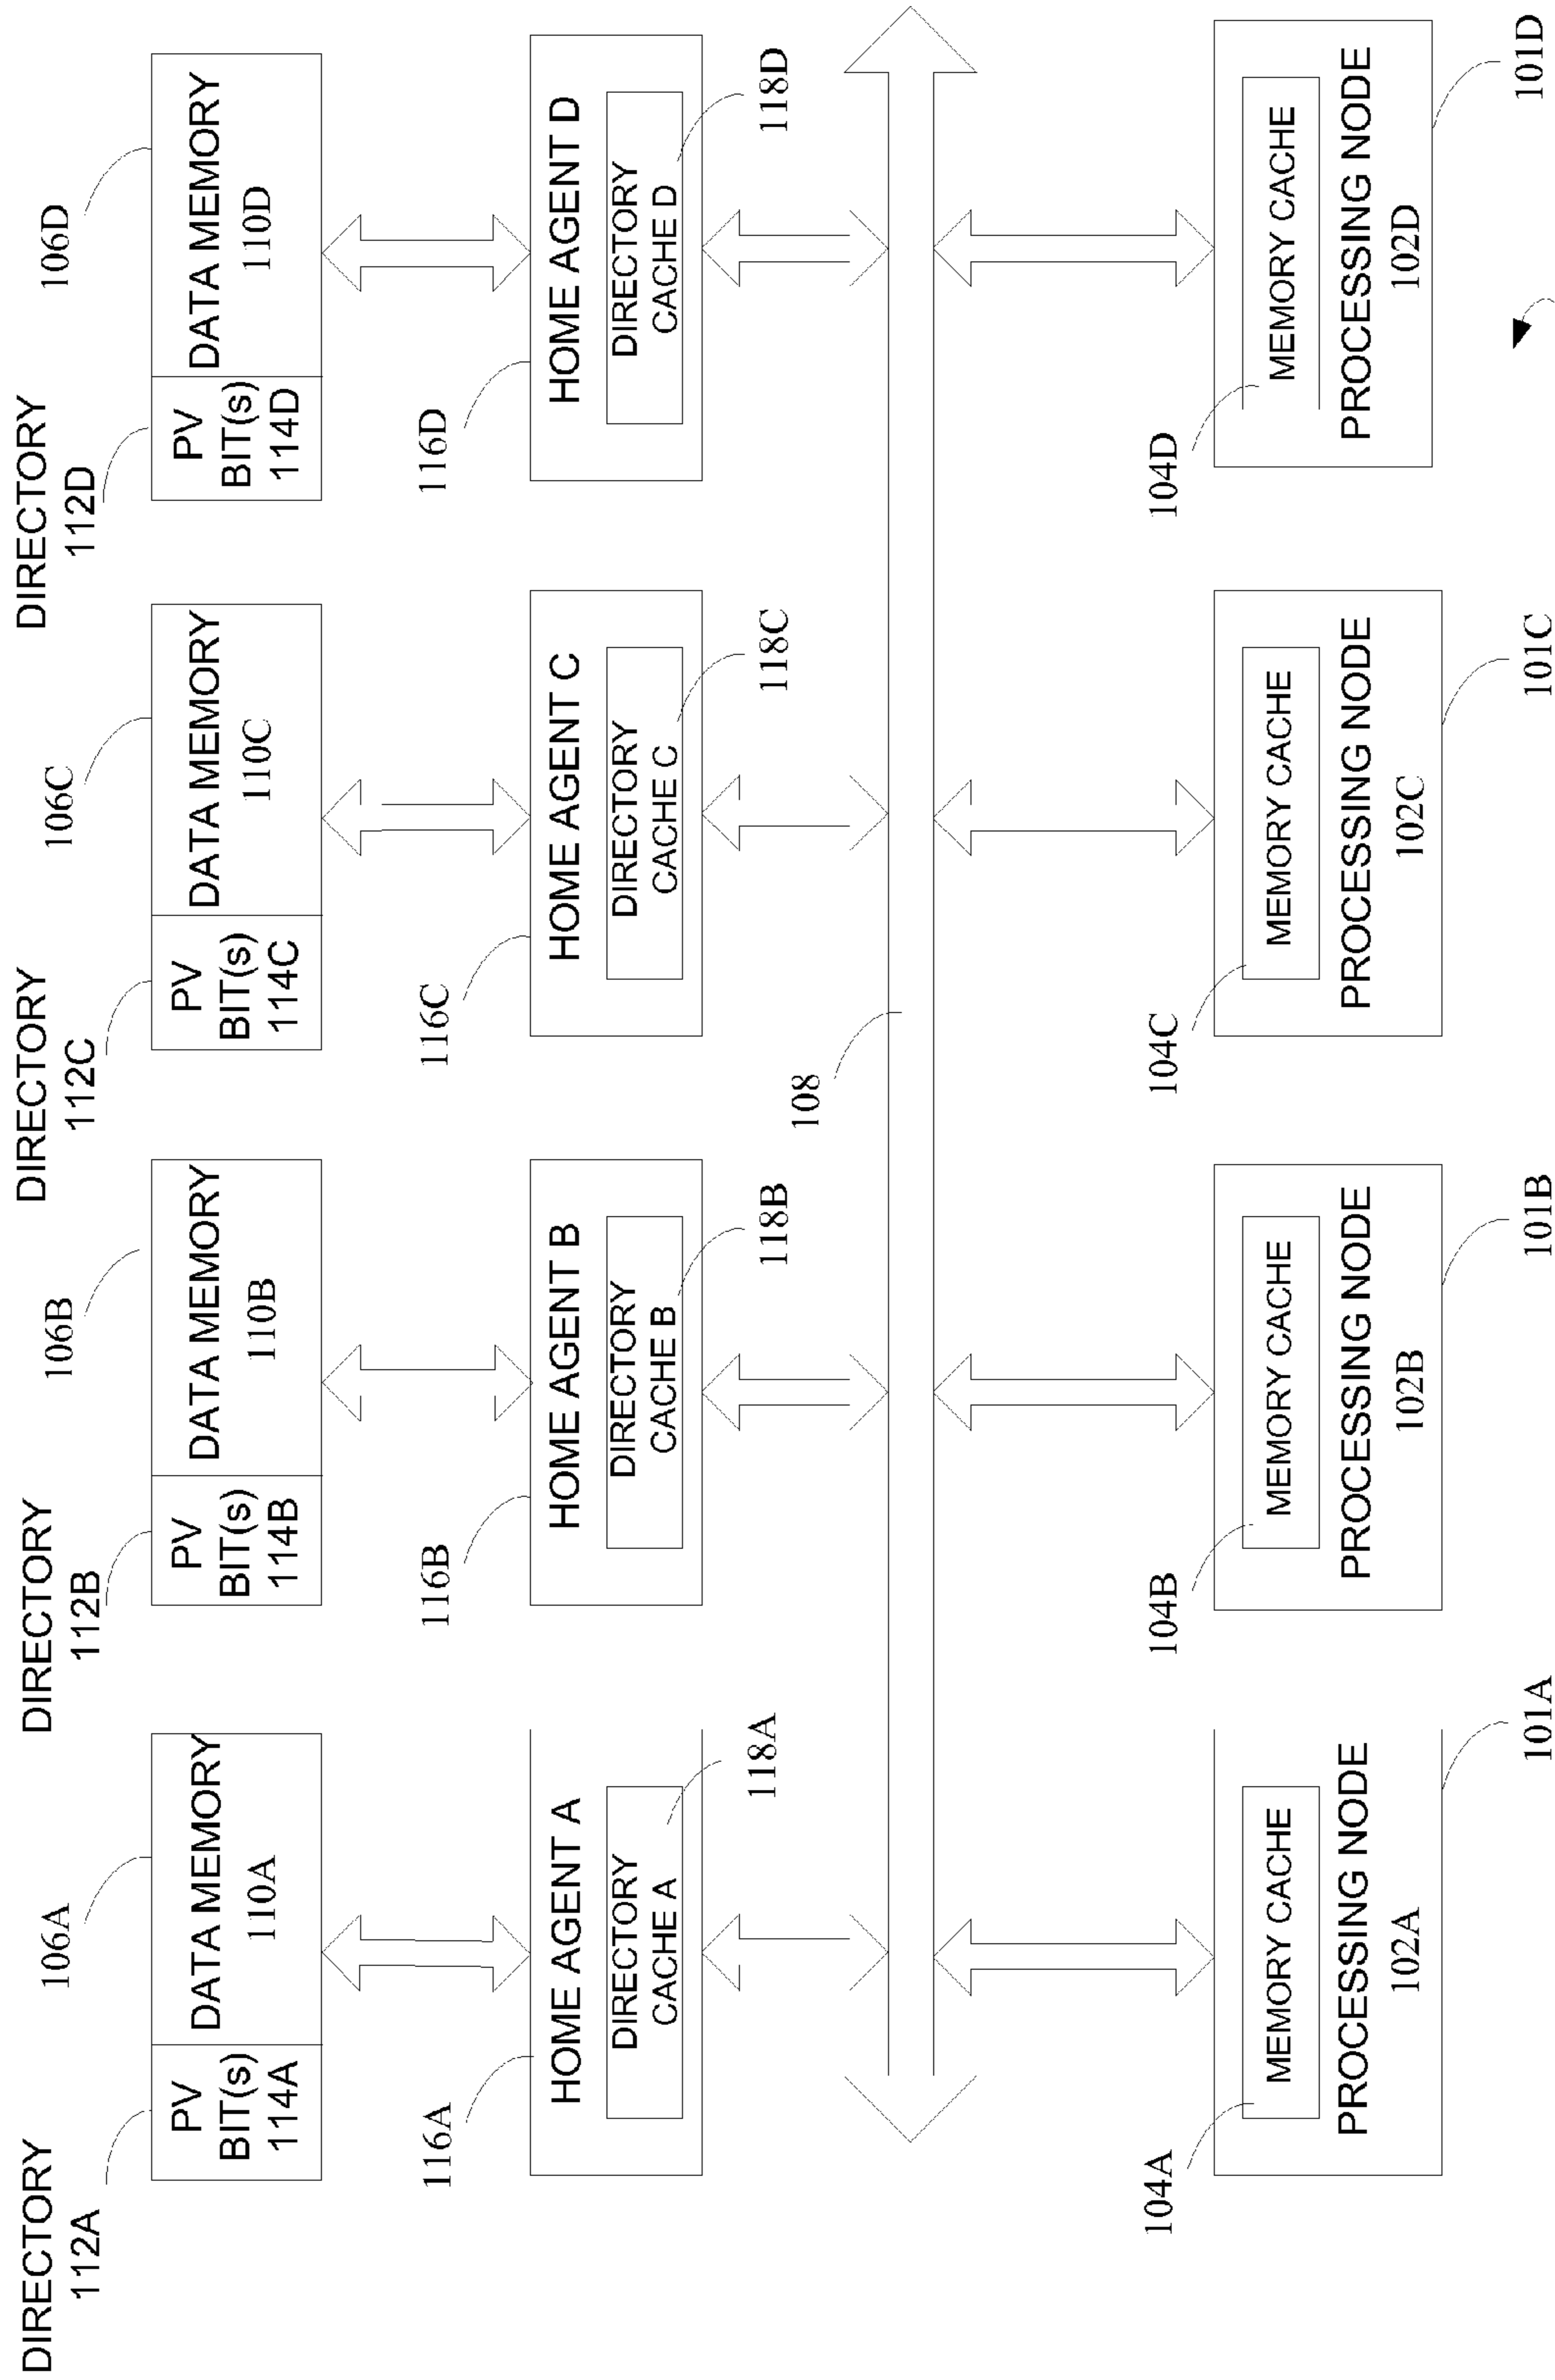 DIRECTORY
112A
106A
DIRECTORY
112B
106B
DIRECTORY
112C
106C
DIRECTORY
112D
106D
PV
BIT(s)
114A
DATA MEMORY
110A
PV
BIT(s)
114B
DATA MEMORY
110B
PV
BIT(s)
114C
DATA MEMORY
110C
PV
BIT(s)
114D
DATA MEMORY
110D
116A
116B
116C
116D
HOME AGENT A
DIRECTORY
CACHE A
118A
HOME AGENT B
DIRECTORY
CACHE B
118B
HOME AGENT C
DIRECTORY
CACHE C
118C
HOME AGENT D
DIRECTORY
CACHE D
118D
108
104A
104B
104C
104D
MEMORY CACHE
PROCESSING NODE
102A
MEMORY CACHE
PROCESSING NODE
102B
MEMORY CACHE
PROCESSING NODE
102C
MEMORY CACHE
PROCESSING NODE
102D
101A
101B
101C
101D